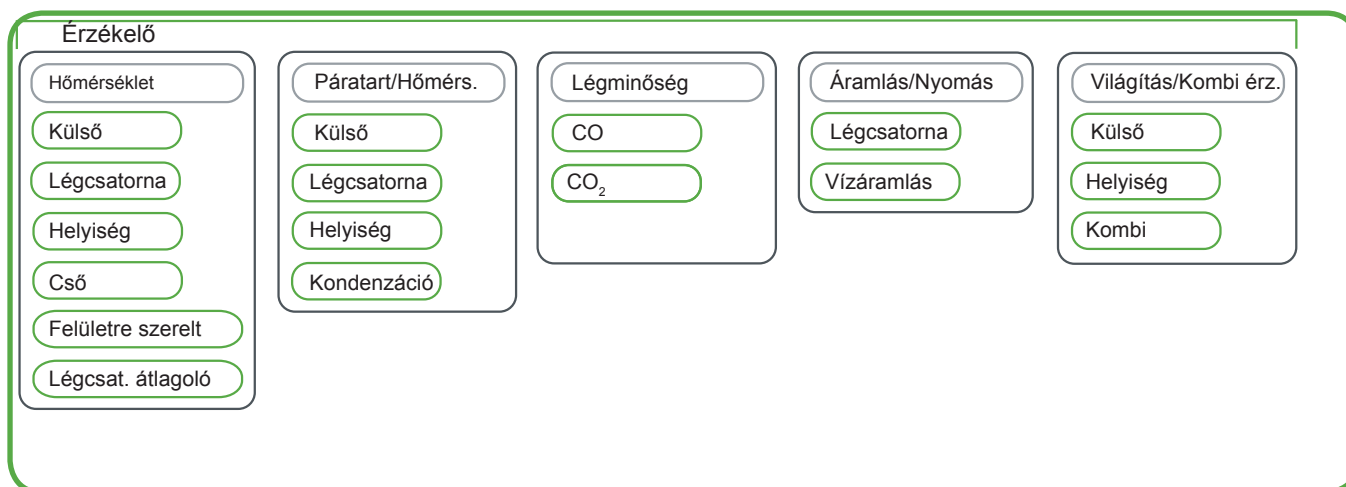 Érzékelő
Hőmérséklet
Külső
Légcsatorna
Helyiség
Cső
Felületre szerelt
Légcsat. átlagoló
Páratart/Hőmérs.
Külső
Légcsatorna
Helyiség
Kondenzáció
Légminőség
CO
CO₂
Áramlás/Nyomás
Légcsatorna
Vízáramlás
Világítás/Kombi érz.
Külső
Helyiség
Kombi